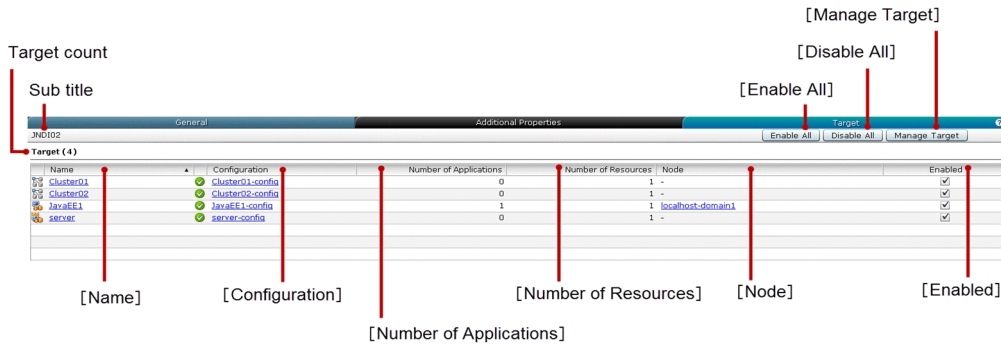 [Manage Target]
Target count
[Disable All]
Sub title
[Enable All]
General
Additional Properties
Target
?
JNDI02
Enable All
Disable All
Manage Target
Target (4)
Name ▲ Configuration Number of Applications Number of Resources Node Enabled
Cluster01 Cluster01-config 0 1 -
Cluster02 Cluster02-config 0 1 -
JavaEE1 JavaEE1-config 1 1 localhost-domain1
server server-config 0 1 -
[Name]
[Configuration]
[Number of Resources]
[Node]
[Enabled]
[Number of Applications]